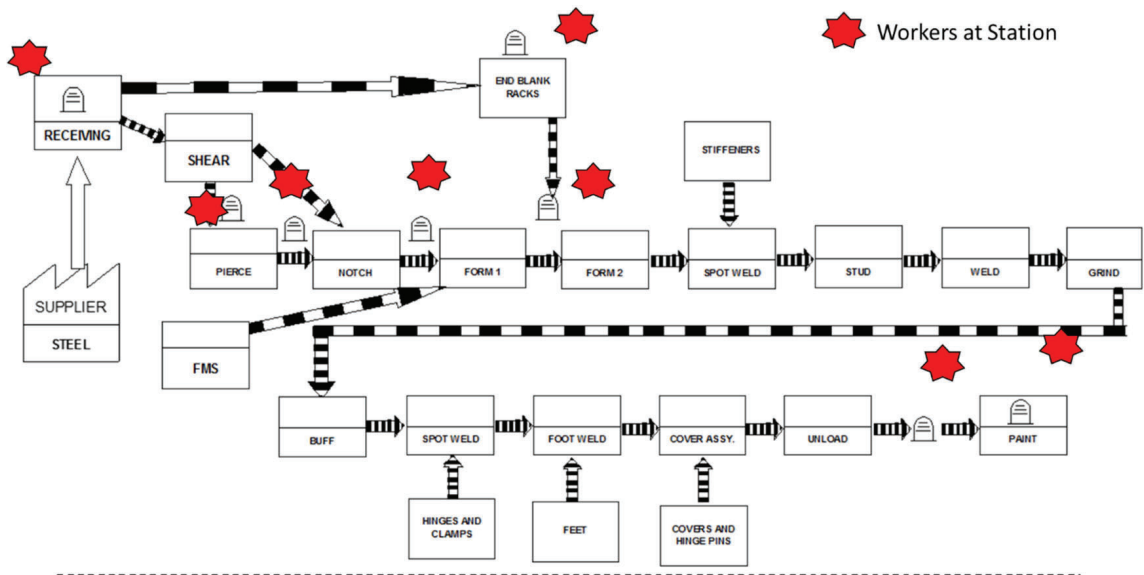 Workers at Station
END BLANK
RACKS
RECEIVING
SHEAR
STIFFENERS
PIERCE
NOTCH
FORM 1
FORM 2
SPOT WELD
STUD
WELD
GRIND
SUPPLIER
STEEL
FMS
BUFF
SPOT WELD
FOOT WELD
COVER ASSY.
UNLOAD
PAINT
HINGES AND
CLAMPS
FEET
COVERS AND
HINGE PINS